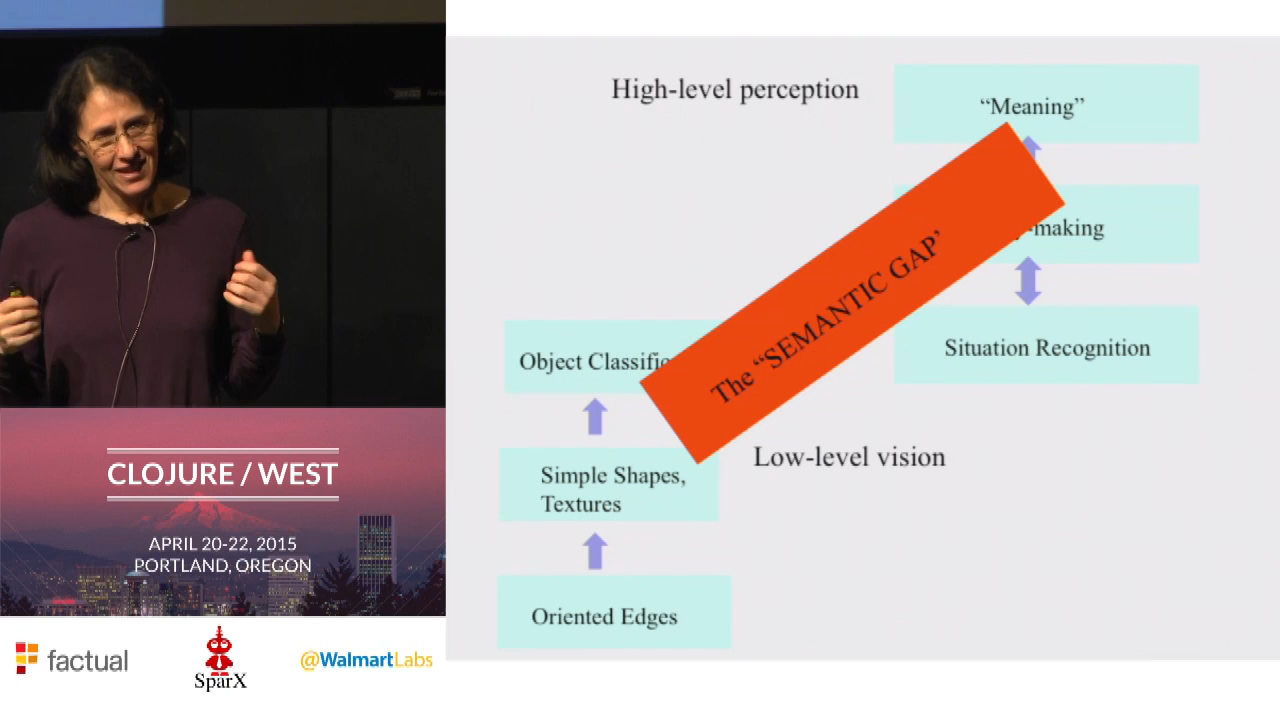 High-level perception
“Meaning”
-making
The “SEMANTIC GAP’
Situation Recognition
Object Classific
Low-level vision
Simple Shapes,
Textures
Oriented Edges
CLOJURE / WEST
APRIL 20-22, 2015
PORTLAND, OREGON
factual
SparX
@WalmartLabs